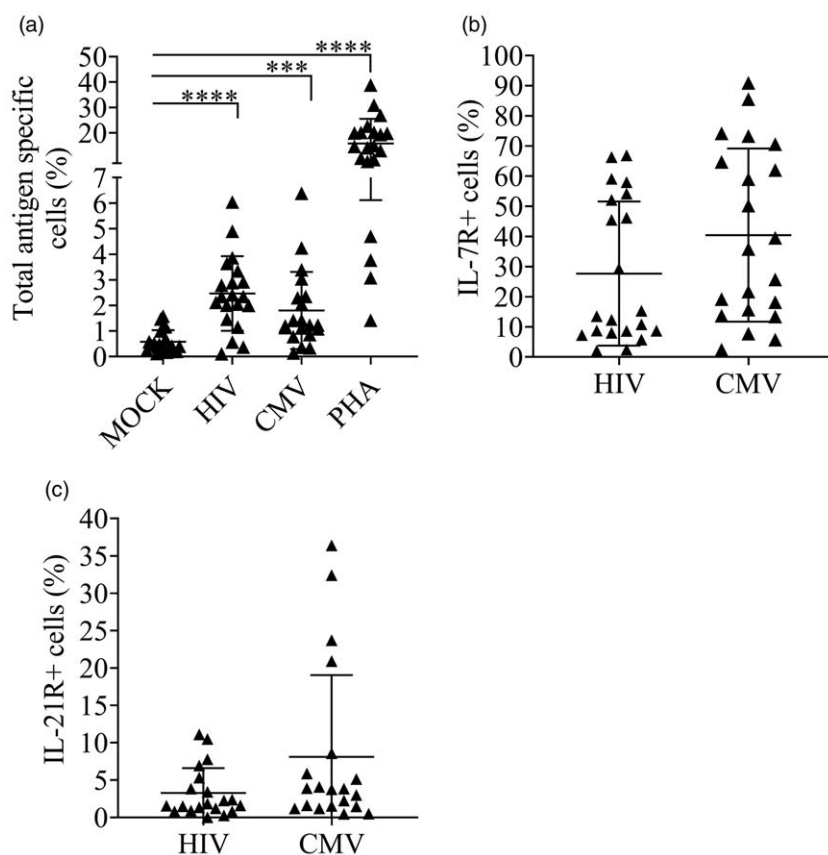 (a)
50
40
30
20
10
7
6
5
4
3
2
1
0
Total antigen specific
cells (%)
****
***
****
MOCK
HIV
CMV
PHA
(b)
100
90
80
70
60
50
40
30
20
10
0
IL-7R+ cells (%)
HIV
CMV
(c)
40
35
30
25
20
15
10
5
0
IL-21R+ cells (%)
HIV
CMV